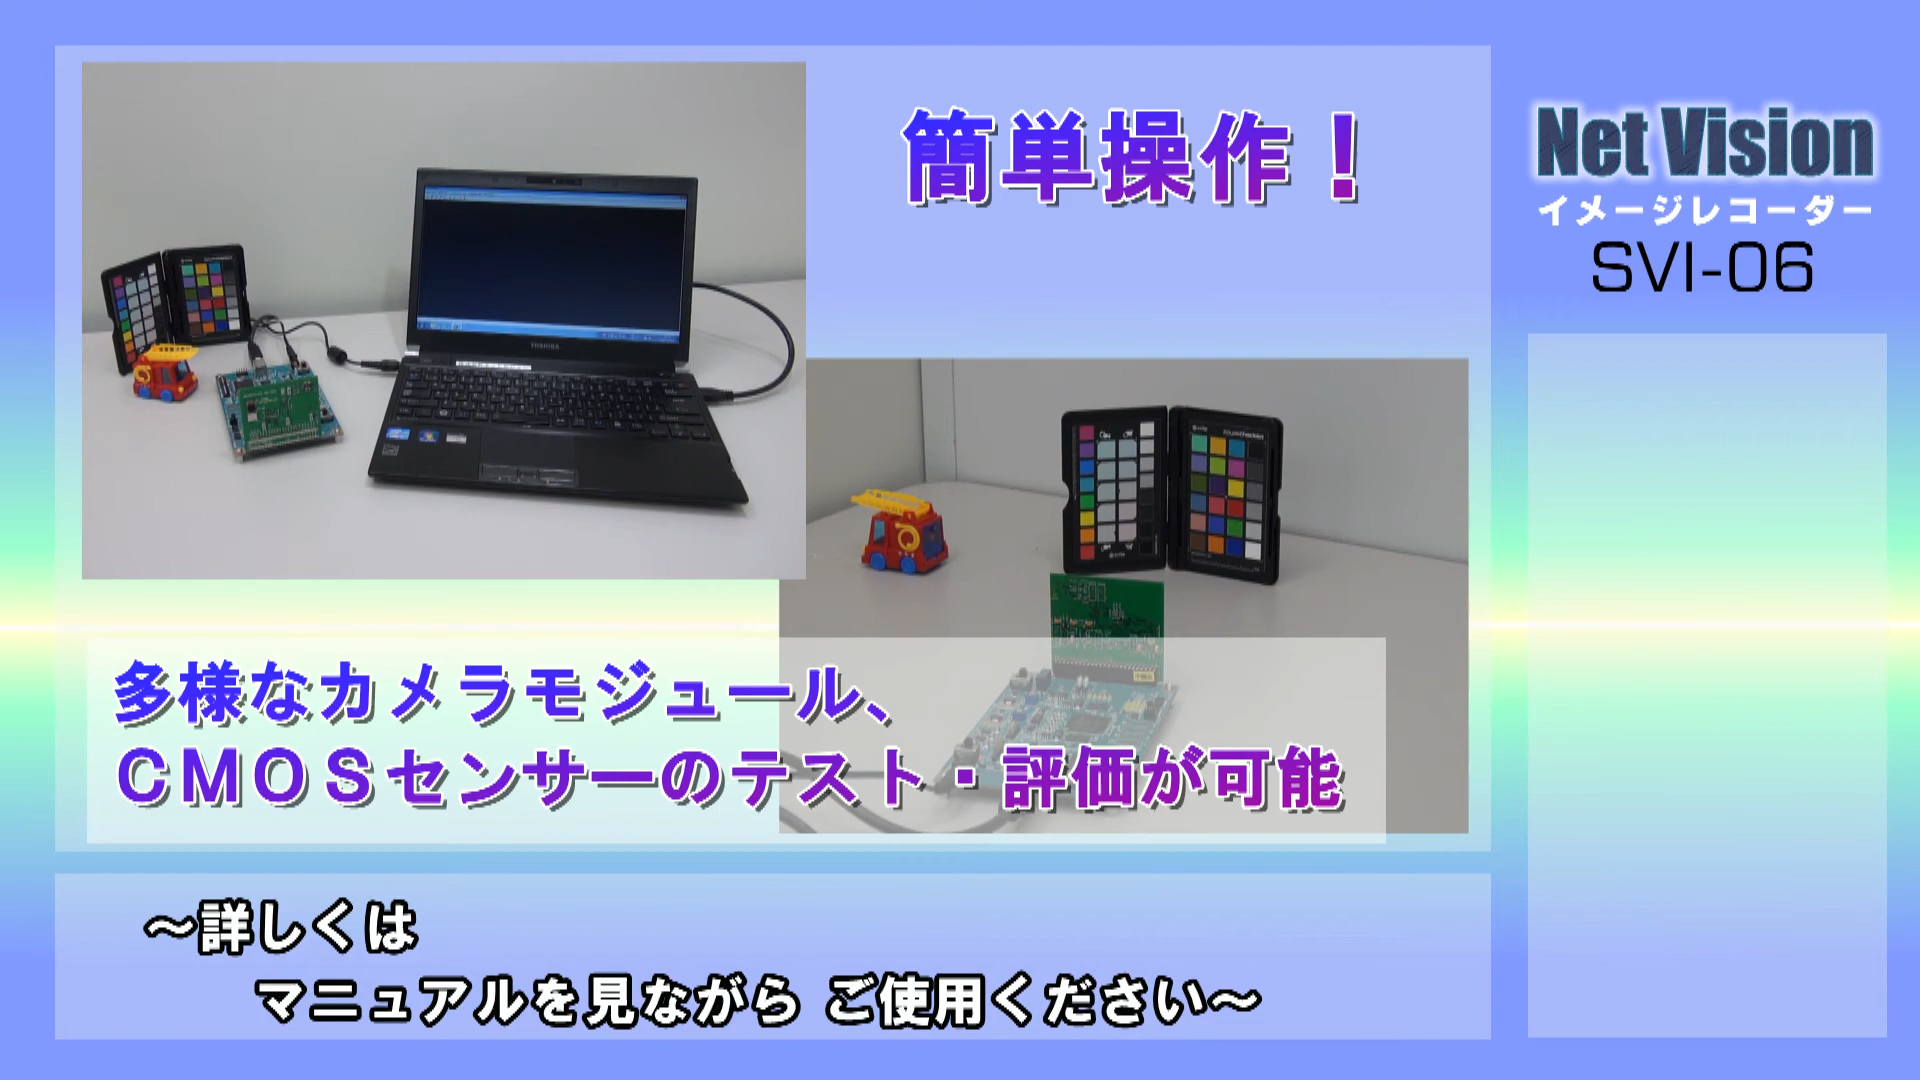 簡単操作！
Net Vision
イメージレコーダー
SVI-06
TOSHIBA
多様なカメラモジュール、
ＣＭＯＳセンサーのテスト・評価が可能
～詳しくは
マニュアルを見ながら ご使用ください～